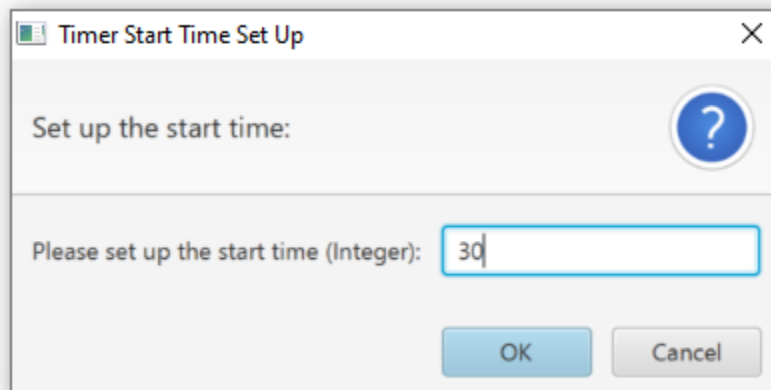 Timer Start Time Set Up
Set up the start time:
?
Please set up the start time (Integer): 30
OK Cancel